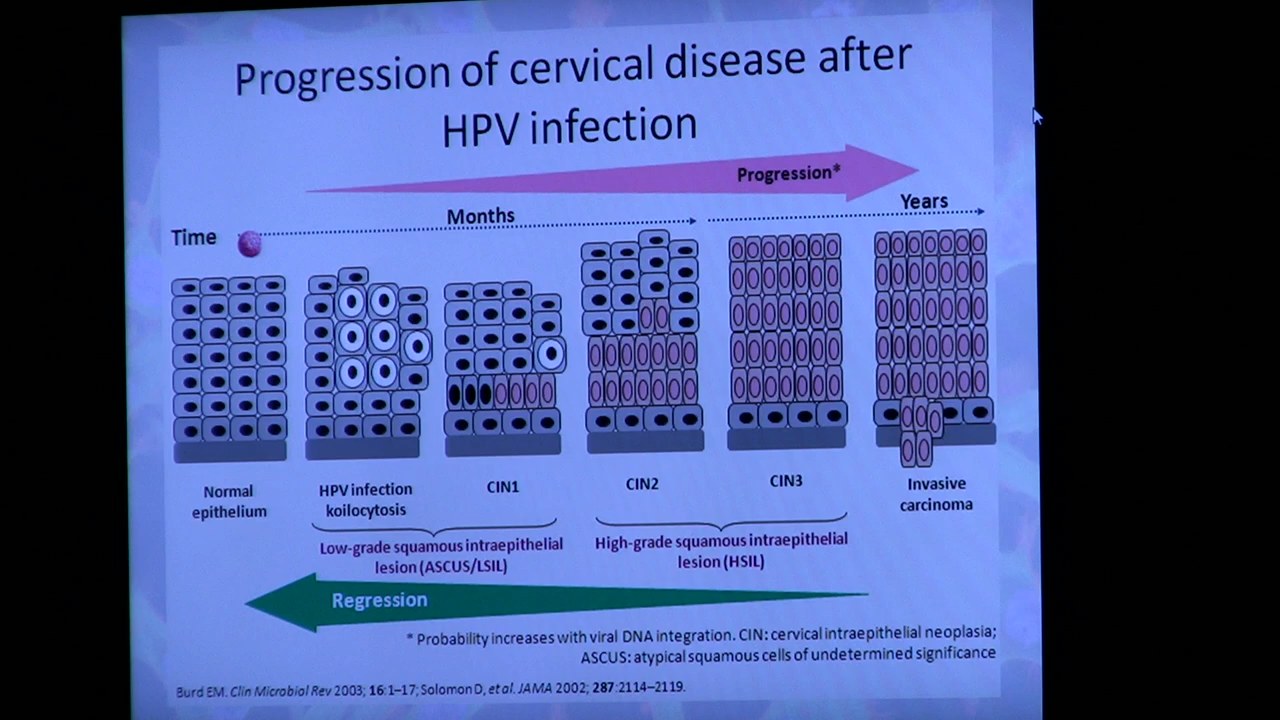 Progression of cervical disease after
HPV infection
Progression*
Months
Years
Time
Normal
epithelium
HPV infection
koilocytosis
CIN1
CIN2
CIN3
Invasive
carcinoma
Low-grade squamous intraepithelial
lesion (ASCUS/LSIL)
High-grade squamous intraepithelial
lesion (HSIL)
Regression
* Probability increases with viral DNA integration. CIN: cervical intraepithelial neoplasia;
ASCUS: atypical squamous cells of undetermined significance
Burd EM. Clin Microbial Rev 2003; 16:1–17; Solomon D, et al. JAMA 2002; 287:2114–2119.